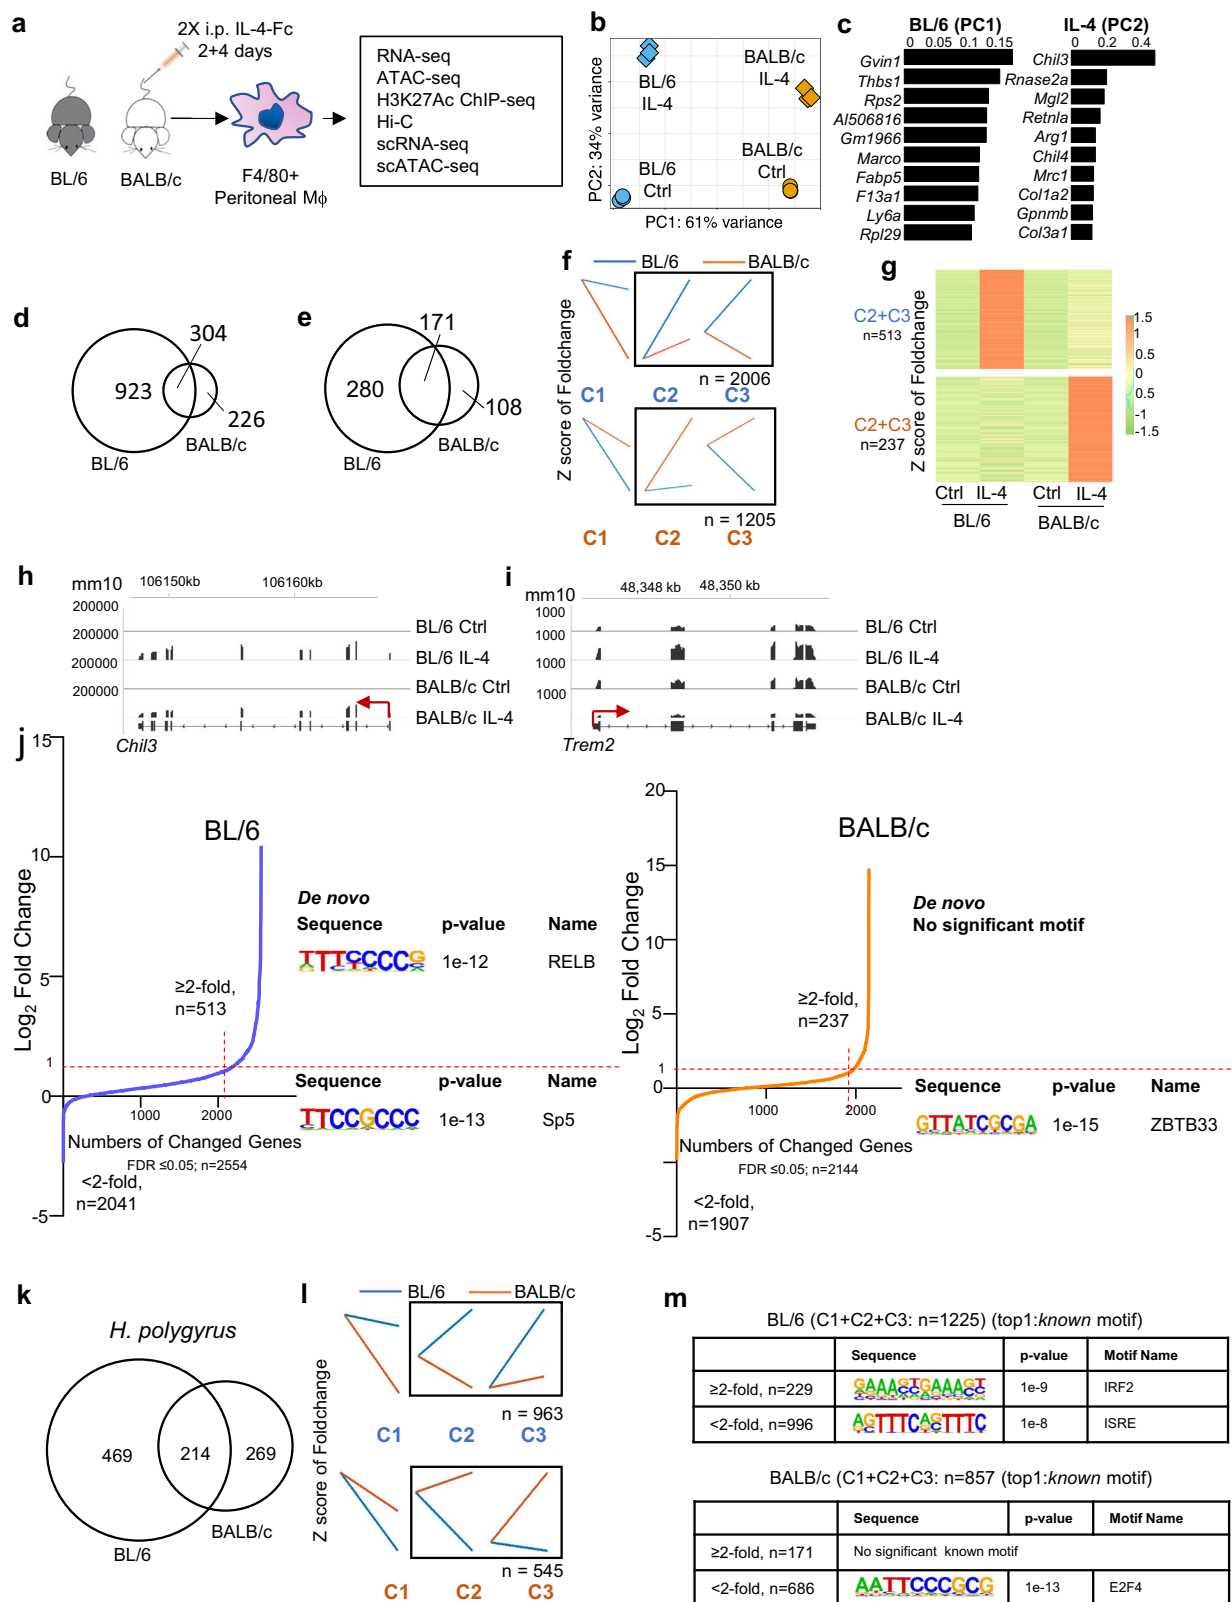 a
2X i.p. IL-4-Fc
2+4 days
BL/6
BALB/c
F4/80+
Peritoneal Mϕ
RNA-seq
ATAC-seq
H3K27Ac ChIP-seq
Hi-C
scRNA-seq
scATAC-seq
b
PC2: 34% variance
BL/6
IL-4
BALB/c
IL-4
BL/6
Ctrl
BALB/c
Ctrl
PC1: 61% variance
c
BL/6 (PC1)
0 0.05 0.15
Gvin1
Thbs1
Rps2
AI506816
Gm1966
Marco
Fabp5
F13a1
Ly6a
Rpl29
IL-4 (PC2)
0 0.2 0.4
Chil3
Rnase2a
Mgl2
Retnla
Arg1
Chil4
Mrc1
Col1a2
Gpnmb
Col3a1
d
304
923
226
BALB/c
BL/6
e
171
280
108
BALB/c
BL/6
f
BL/6 BALB/c
Z score of Foldchange
n = 2006
C1 C2 C3
n = 1205
C1 C2 C3
g
C2+C3
n=513
C2+C3
n=237
Z score of Foldchange
1.5
1
0.5
0
0.5
-1
-1.5
Ctrl IL-4 Ctrl IL-4
BL/6 BALB/c
h
mm10 106150kb 106160kb
200000
BL/6 Ctrl
200000
BL/6 IL-4
200000
BALB/c Ctrl
200000
BALB/c IL-4
Chil3
i
mm10 48,348 kb 48,350 kb
1000
BL/6 Ctrl
1000
BL/6 IL-4
1000
BALB/c Ctrl
1000
BALB/c IL-4
Trem2
j
15
10
5
1
0
-5
Log2 Fold Change
BL/6
≥2-fold,
n=513
De novo
Sequence p-value Name
TTTCCCCG 1e-12 RELB
Sequence p-value Name
TTCCGCCC 1e-13 Sp5
1000 2000
Numbers of Changed Genes
FDR ≤0.05; n=2554
<2-fold,
n=2041
20
15
10
5
1
0
-5
Log2 Fold Change
BALB/c
≥2-fold,
n=237
De novo
No significant motif
Sequence p-value Name
GTTATCGCGA 1e-15 ZBTB33
1000 2000
Numbers of Changed Genes
FDR ≤0.05; n=2144
<2-fold,
n=1907
k
H. polygyrus
469
214
269
BALB/c
BL/6
l
BL/6 BALB/c
Z score of Foldchange
n = 963
C1 C2 C3
n = 545
C1 C2 C3
m
BL/6 (C1+C2+C3: n=1225) (top1:known motif)
Sequence p-value Motif Name
≥2-fold, n=229 GAAAGTGAAAGT 1e-9 IRF2
<2-fold, n=996 AGTTTCAGTTTC 1e-8 ISRE
BALB/c (C1+C2+C3: n=857 (top1:known motif)
Sequence p-value Motif Name
≥2-fold, n=171 No significant known motif
<2-fold, n=686 AATTCCCGCG 1e-13 E2F4